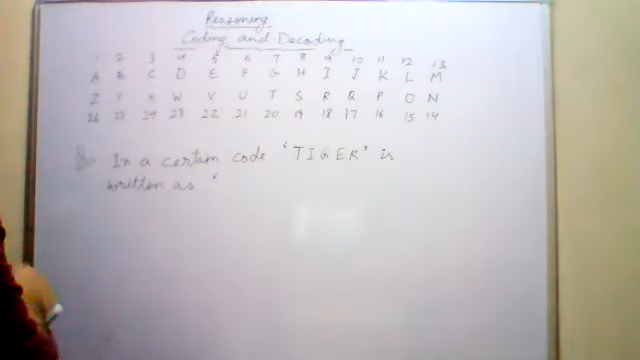 Reasoning
Coding and Decoding
2 3 4 5 6 7 8 9 10 11 12 13
A B C D E F G H I J K L M
Z Y X W V U T S R Q P O N
26 25 24 23 22 21 20 19 18 17 16 15 14
In a certain code 'TIGER' is
written as '